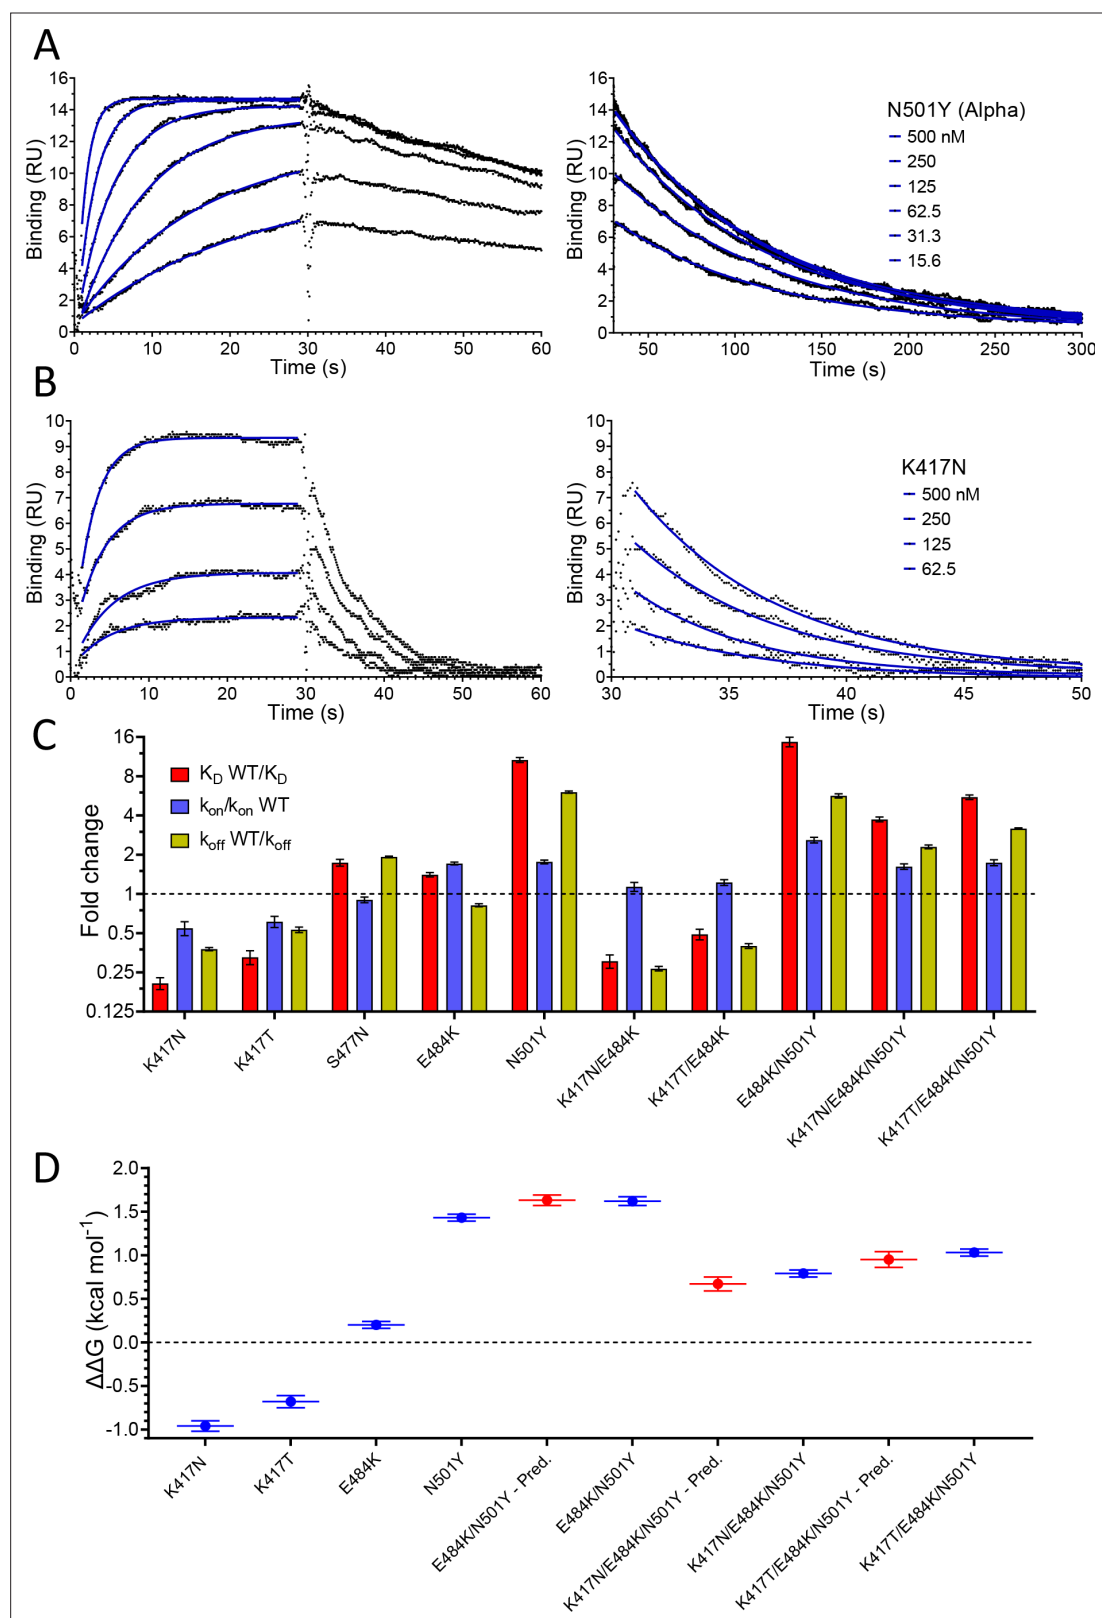 A
Binding (RU)
16
14
12
10
8
6
4
2
0
0 10 20 30 40 50 60
Time (s)
Binding (RU)
16
14
12
10
8
6
4
2
0
50 100 150 200 250 300
Time (s)
N501Y (Alpha)
500 nM
250
125
62.5
31.3
15.6
B
Binding (RU)
10
9
8
7
6
5
4
3
2
1
0
0 10 20 30 40 50 60
Time (s)
Binding (RU)
10
9
8
7
6
5
4
3
2
1
0
30 35 40 45 50
Time (s)
K417N
500 nM
250
125
62.5
C
Fold change
16
8
4
2
1
0.5
0.25
0.125
K_D WT/K_D
k_on/k_on WT
k_off WT/k_off
K417N
K417T
S477N
E484K
N501Y
K417N/E484K
K417T/E484K
E484K/N501Y
K417N/E484K/N501Y
K417T/E484K/N501Y
D
ΔΔG (kcal mol⁻¹)
2.0
1.5
1.0
0.5
0.0
-0.5
-1.0
K417N
K417T
E484K
N501Y
E484K/N501Y - Pred.
E484K/N501Y
K417N/E484K/N501Y - Pred.
K417N/E484K/N501Y
K417T/E484K/N501Y - Pred.
K417T/E484K/N501Y